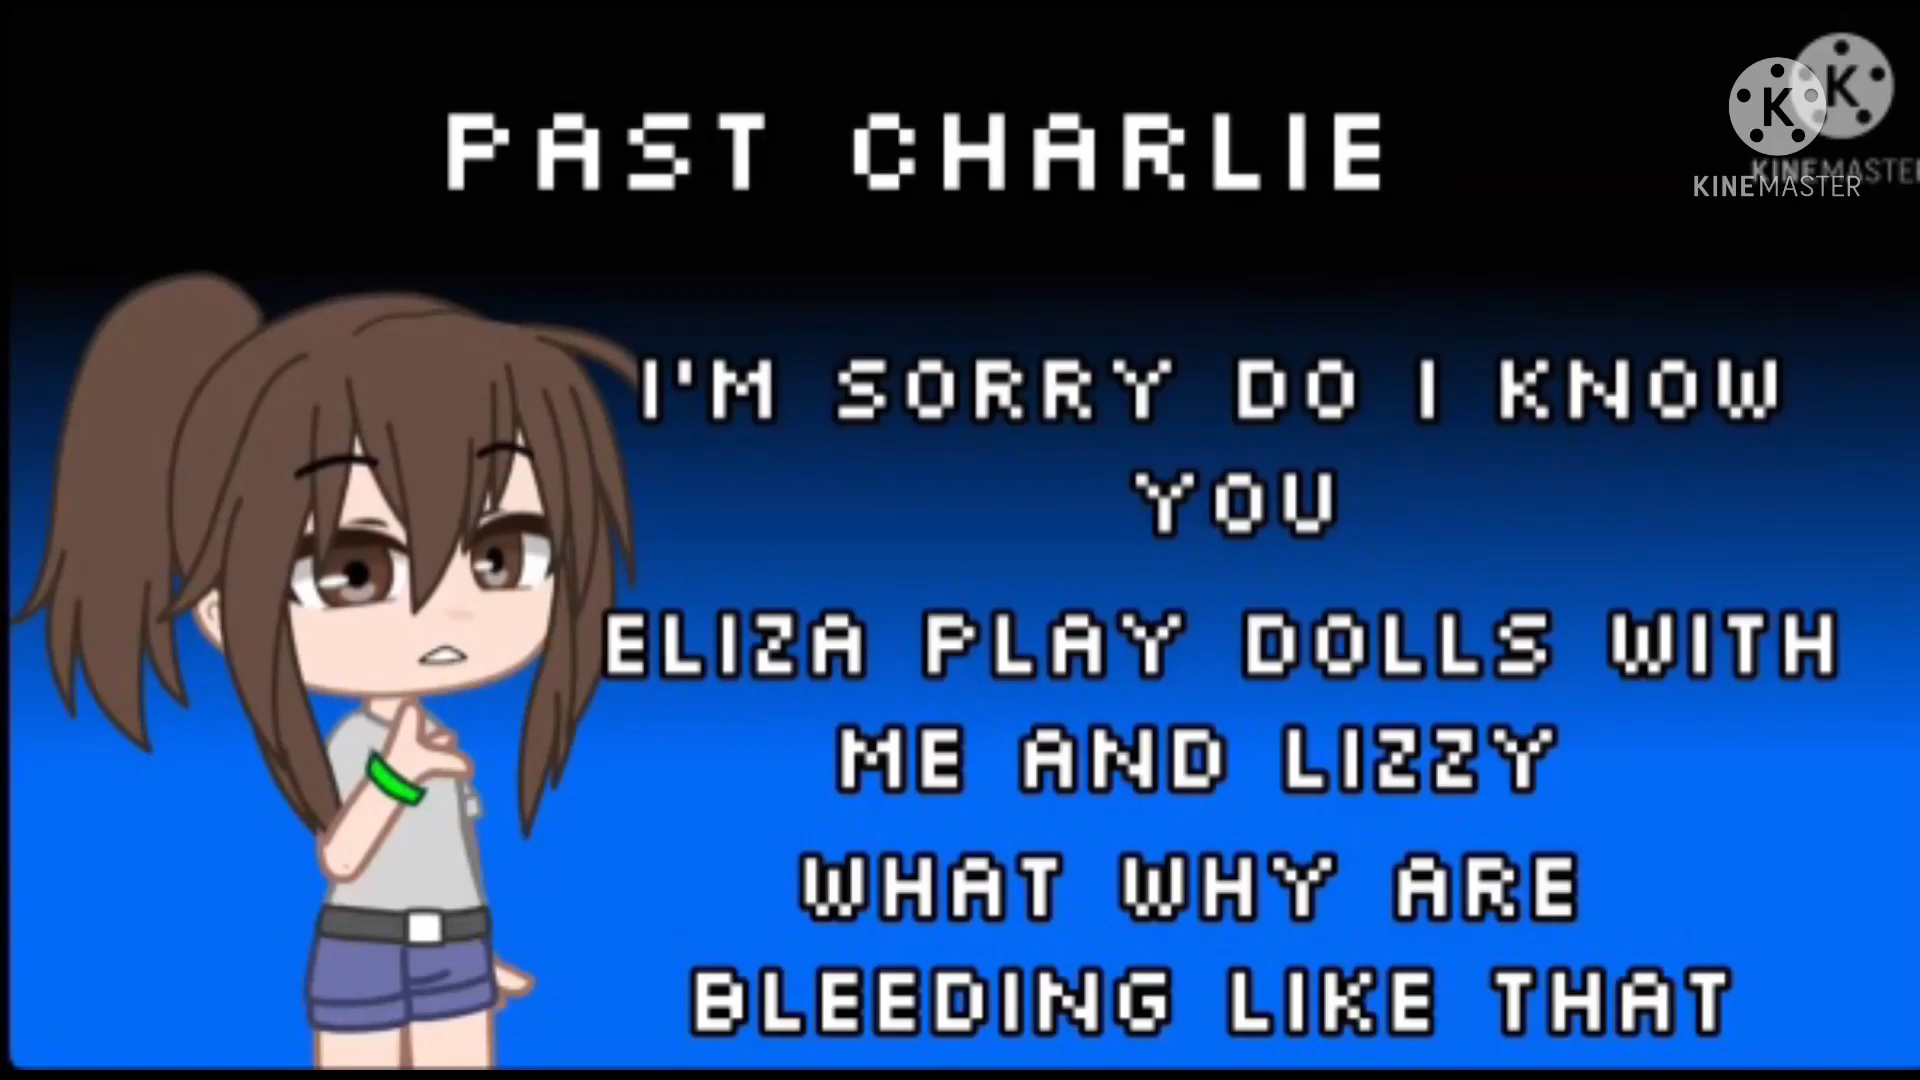 PAST CHARLIE
K
K
KINEMASTER
KINEMASTER
I'M SORRY DO I KNOW
YOU
ELIZA PLAY DOLLS WITH
ME AND LIZZY
WHAT WHY ARE
BLEEDING LIKE THAT